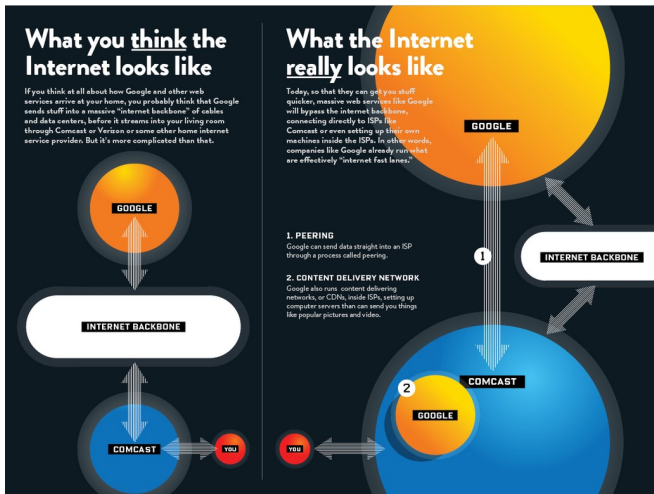 What you think the
Internet looks like
If you think at all about how Google and other web
services arrive at your home, you probably think that Google
sends stuff into a massive “internet backbone” of cables
and data centers, before it streams into your living room
through Comcast or Verizon or some other home internet
service provider. But it’s more complicated than that.
GOOGLE
INTERNET BACKBONE
COMCAST
YOU
What the Internet
really looks like
Today, so that they can get you stuff
quicker, massive web services like Google
will bypass the internet backbone,
connecting directly to ISPs like
Comcast or even setting up their own
machines inside the ISPs. In other words,
companies like Google already run what
are effectively “internet fast lanes.”
GOOGLE
1. PEERING
Google can send data straight into an ISP
through a process called peering.
1
INTERNET BACKBONE
2. CONTENT DELIVERY NETWORK
Google also runs content delivering
networks, or CDNs, inside ISPs, setting up
computer servers than can send you things
like popular pictures and video.
COMCAST
2
GOOGLE
YOU